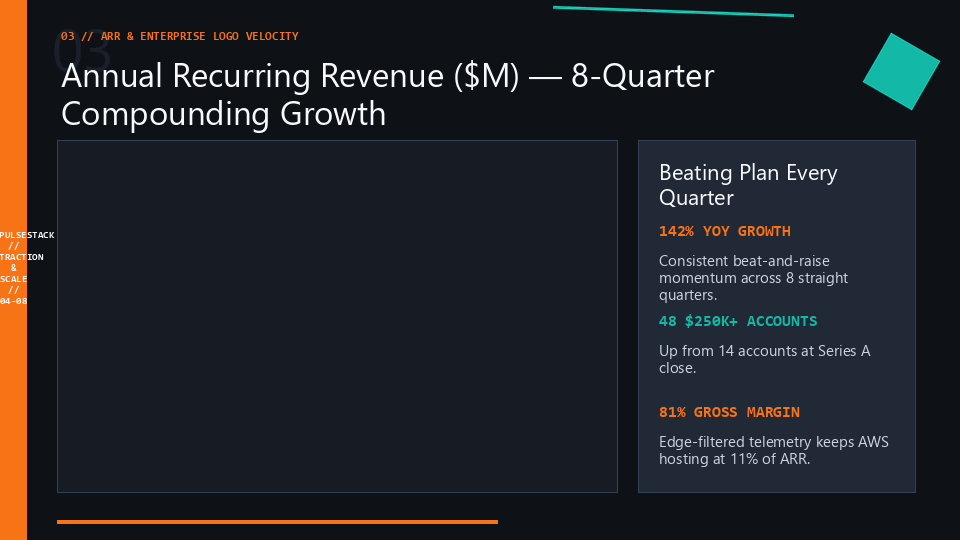 03
03 // ARR & ENTERPRISE LOGO VELOCITY
Annual Recurring Revenue ($M) — 8-Quarter
Compounding Growth
PULSESTACK
//
TRACTION
&
SCALE
//
04-08
Beating Plan Every
Quarter
142% YOY GROWTH
Consistent beat-and-raise
momentum across 8 straight
quarters.
48 $250K+ ACCOUNTS
Up from 14 accounts at Series A
close.
81% GROSS MARGIN
Edge-filtered telemetry keeps AWS
hosting at 11% of ARR.